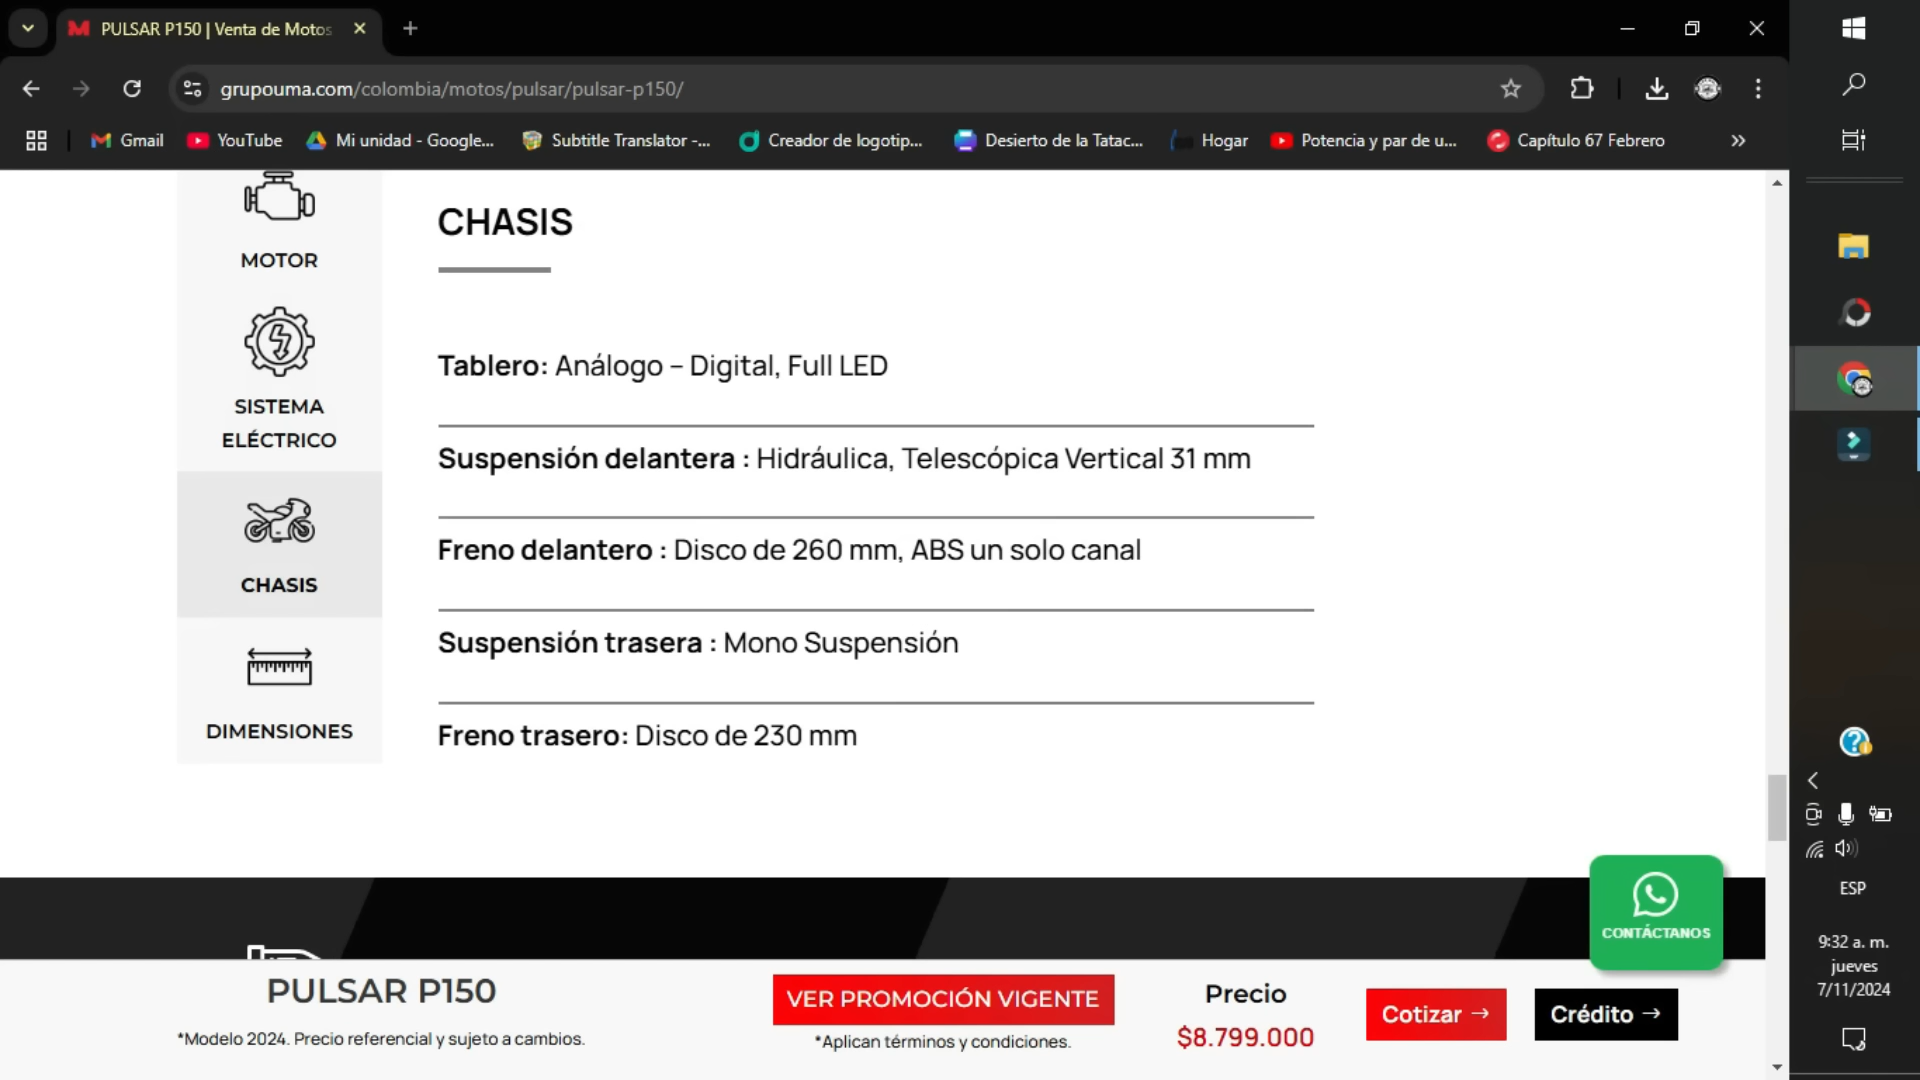 PULSAR P150 | Venta de Motos
grupouma.com/colombia/motos/pulsar/pulsar-p150/
Gmail
YouTube
Mi unidad - Google...
Subtitle Translator -...
Creador de logotip...
Desierto de la Tatac...
Hogar
Potencia y par de u...
Capítulo 67 Febrero
MOTOR
SISTEMA
ELÉCTRICO
CHASIS
DIMENSIONES
CHASIS
Tablero: Análogo – Digital, Full LED
Suspensión delantera : Hidráulica, Telescópica Vertical 31 mm
Freno delantero : Disco de 260 mm, ABS un solo canal
Suspensión trasera : Mono Suspensión
Freno trasero: Disco de 230 mm
CONTÁCTANOS
PULSAR P150
*Modelo 2024. Precio referencial y sujeto a cambios.
VER PROMOCIÓN VIGENTE
*Aplican términos y condiciones.
Precio
$8.799.000
Cotizar →
Crédito →
ESP
9:32 a. m.
jueves
7/11/2024